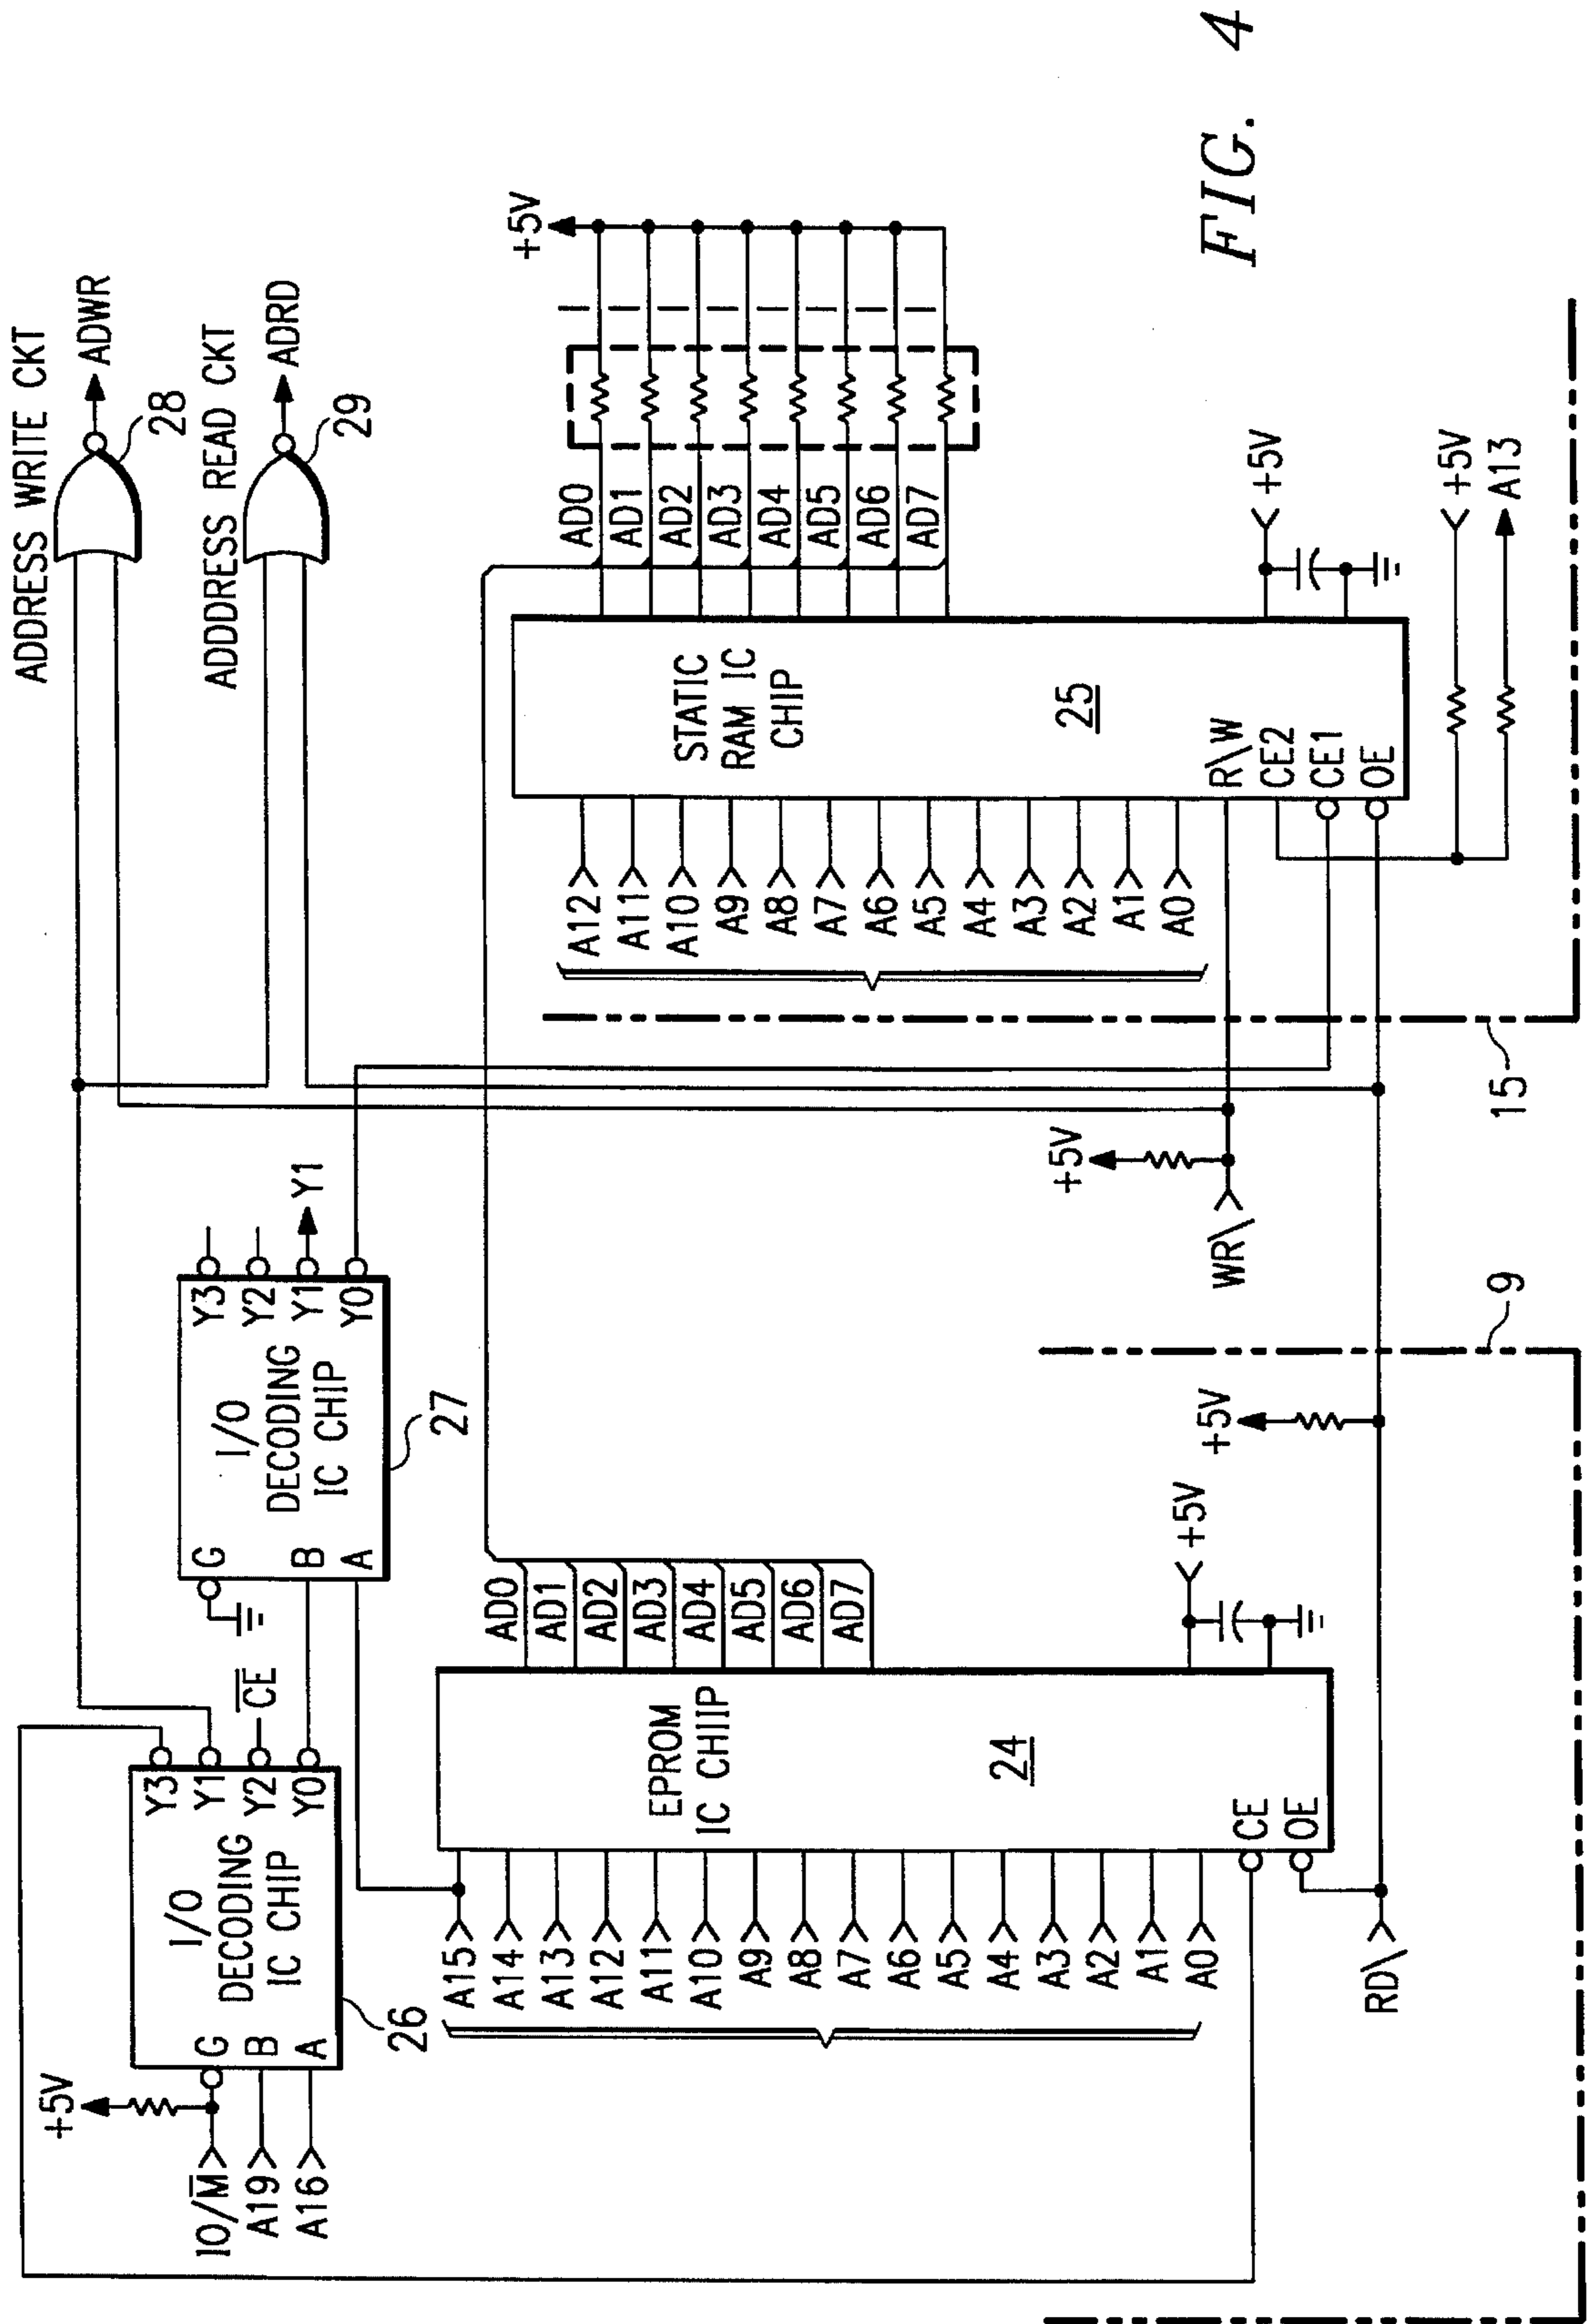 ADDRESS WRITE CKT
ADWR
28
ADDDRESS READ CKT
ADRD
29
+5V
IO/M̅>
A19>
A16>
G
B
A
I/O
DECODING
IC CHIP
26
Y3
Y1
Y2
Y0
C̅E̅
G
B
A
I/O
DECODING
IC CHIP
27
Y3
Y2
Y1
Y0
Y1
A15>
A14>
A13>
A12>
A11>
A10>
A9>
A8>
A7>
A6>
A5>
A4>
A3>
A2>
A1>
A0>
EPROM
IC CHIIP
24
CE
OE
AD0
AD1
AD2
AD3
AD4
AD5
AD6
AD7
+5V
+5V
RD\>
9
+5V
WR\>
A12>
A11>
A10>
A9>
A8>
A7>
A6>
A5>
A4>
A3>
A2>
A1>
A0>
STATIC
RAM IC
CHIP
25
R\W
CE2
CE1
OE
AD0
AD1
AD2
AD3
AD4
AD5
AD6
AD7
+5V
+5V
+5V
A13
15
FIG. 4